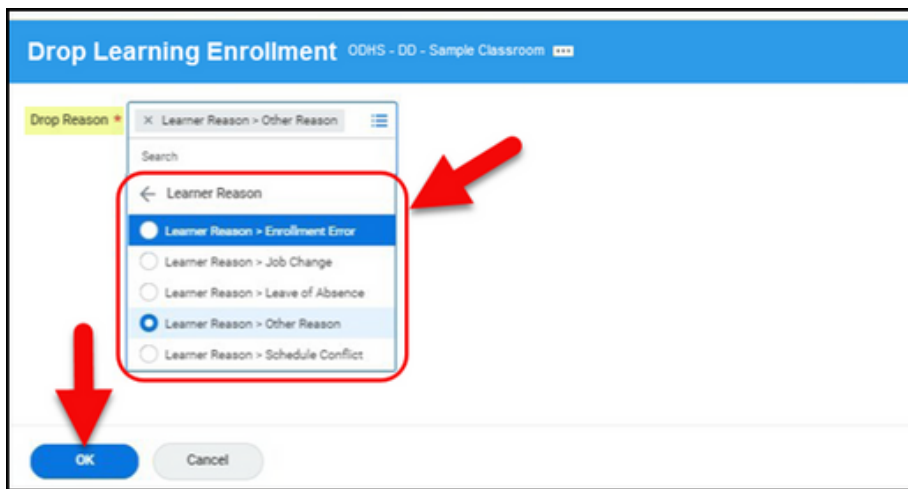 Drop Learning Enrollment ODHS - DD - Sample Classroom
Drop Reason * × Learner Reason > Other Reason
Search
← Learner Reason
Learner Reason > Enrollment Error
Learner Reason > Job Change
Learner Reason > Leave of Absence
Learner Reason > Other Reason
Learner Reason > Schedule Conflict
OK Cancel